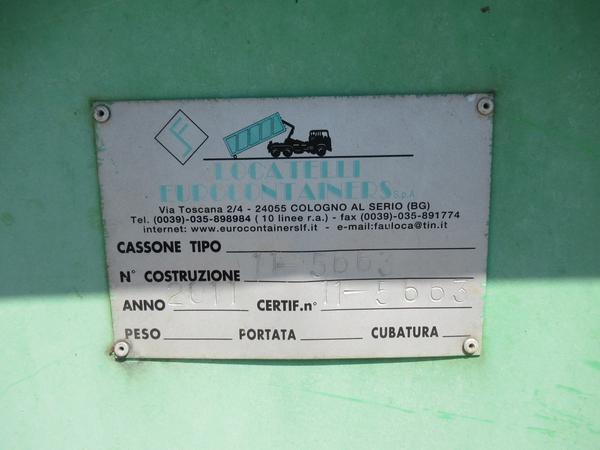 LOCATELLI
EUROCONTAINERS S.p.A.
Via Toscana 2/4 - 24055 COLOGNO AL SERIO (BG)
Tel. (0039)-035-898984 ( 10 linee r.a.) - fax (0039)-035-891774
internet: www.eurocontainerslf.it - e-mail:fauloca@tin.it
CASSONE TIPO
N° COSTRUZIONE 11-5663
ANNO 2011 CERTIF.n° 11-5663
PESO PORTATA CUBATURA